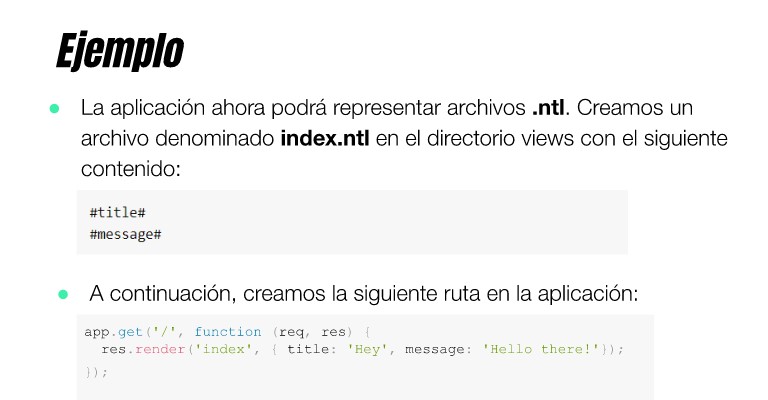 Ejemplo
La aplicación ahora podrá representar archivos .ntl. Creamos un
archivo denominado index.ntl en el directorio views con el siguiente
contenido:
#title#
#message#
A continuación, creamos la siguiente ruta en la aplicación:
app.get('/', function (req, res) {
  res.render('index', { title: 'Hey', message: 'Hello there!'});
});